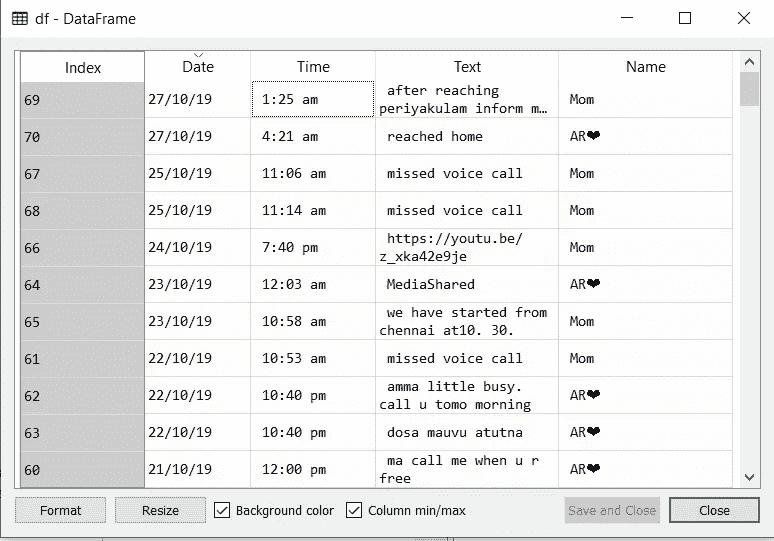 df - DataFrame
Index Date Time Text Name
69 27/10/19 1:25 am after reaching
periyakulam inform m… Mom
70 27/10/19 4:21 am reached home AR❤
67 25/10/19 11:06 am missed voice call Mom
68 25/10/19 11:14 am missed voice call Mom
66 24/10/19 7:40 pm https://youtu.be/
z_xka42e9je Mom
64 23/10/19 12:03 am MediaShared AR❤
65 23/10/19 10:58 am we have started from
chennai at10. 30. Mom
61 22/10/19 10:53 am missed voice call Mom
62 22/10/19 10:40 pm amma little busy.
call u tomo morning AR❤
63 22/10/19 10:40 pm dosa mauvu atutna AR❤
60 21/10/19 12:00 pm ma call me when u r
free AR❤
Format Resize Background color Column min/max Save and Close Close